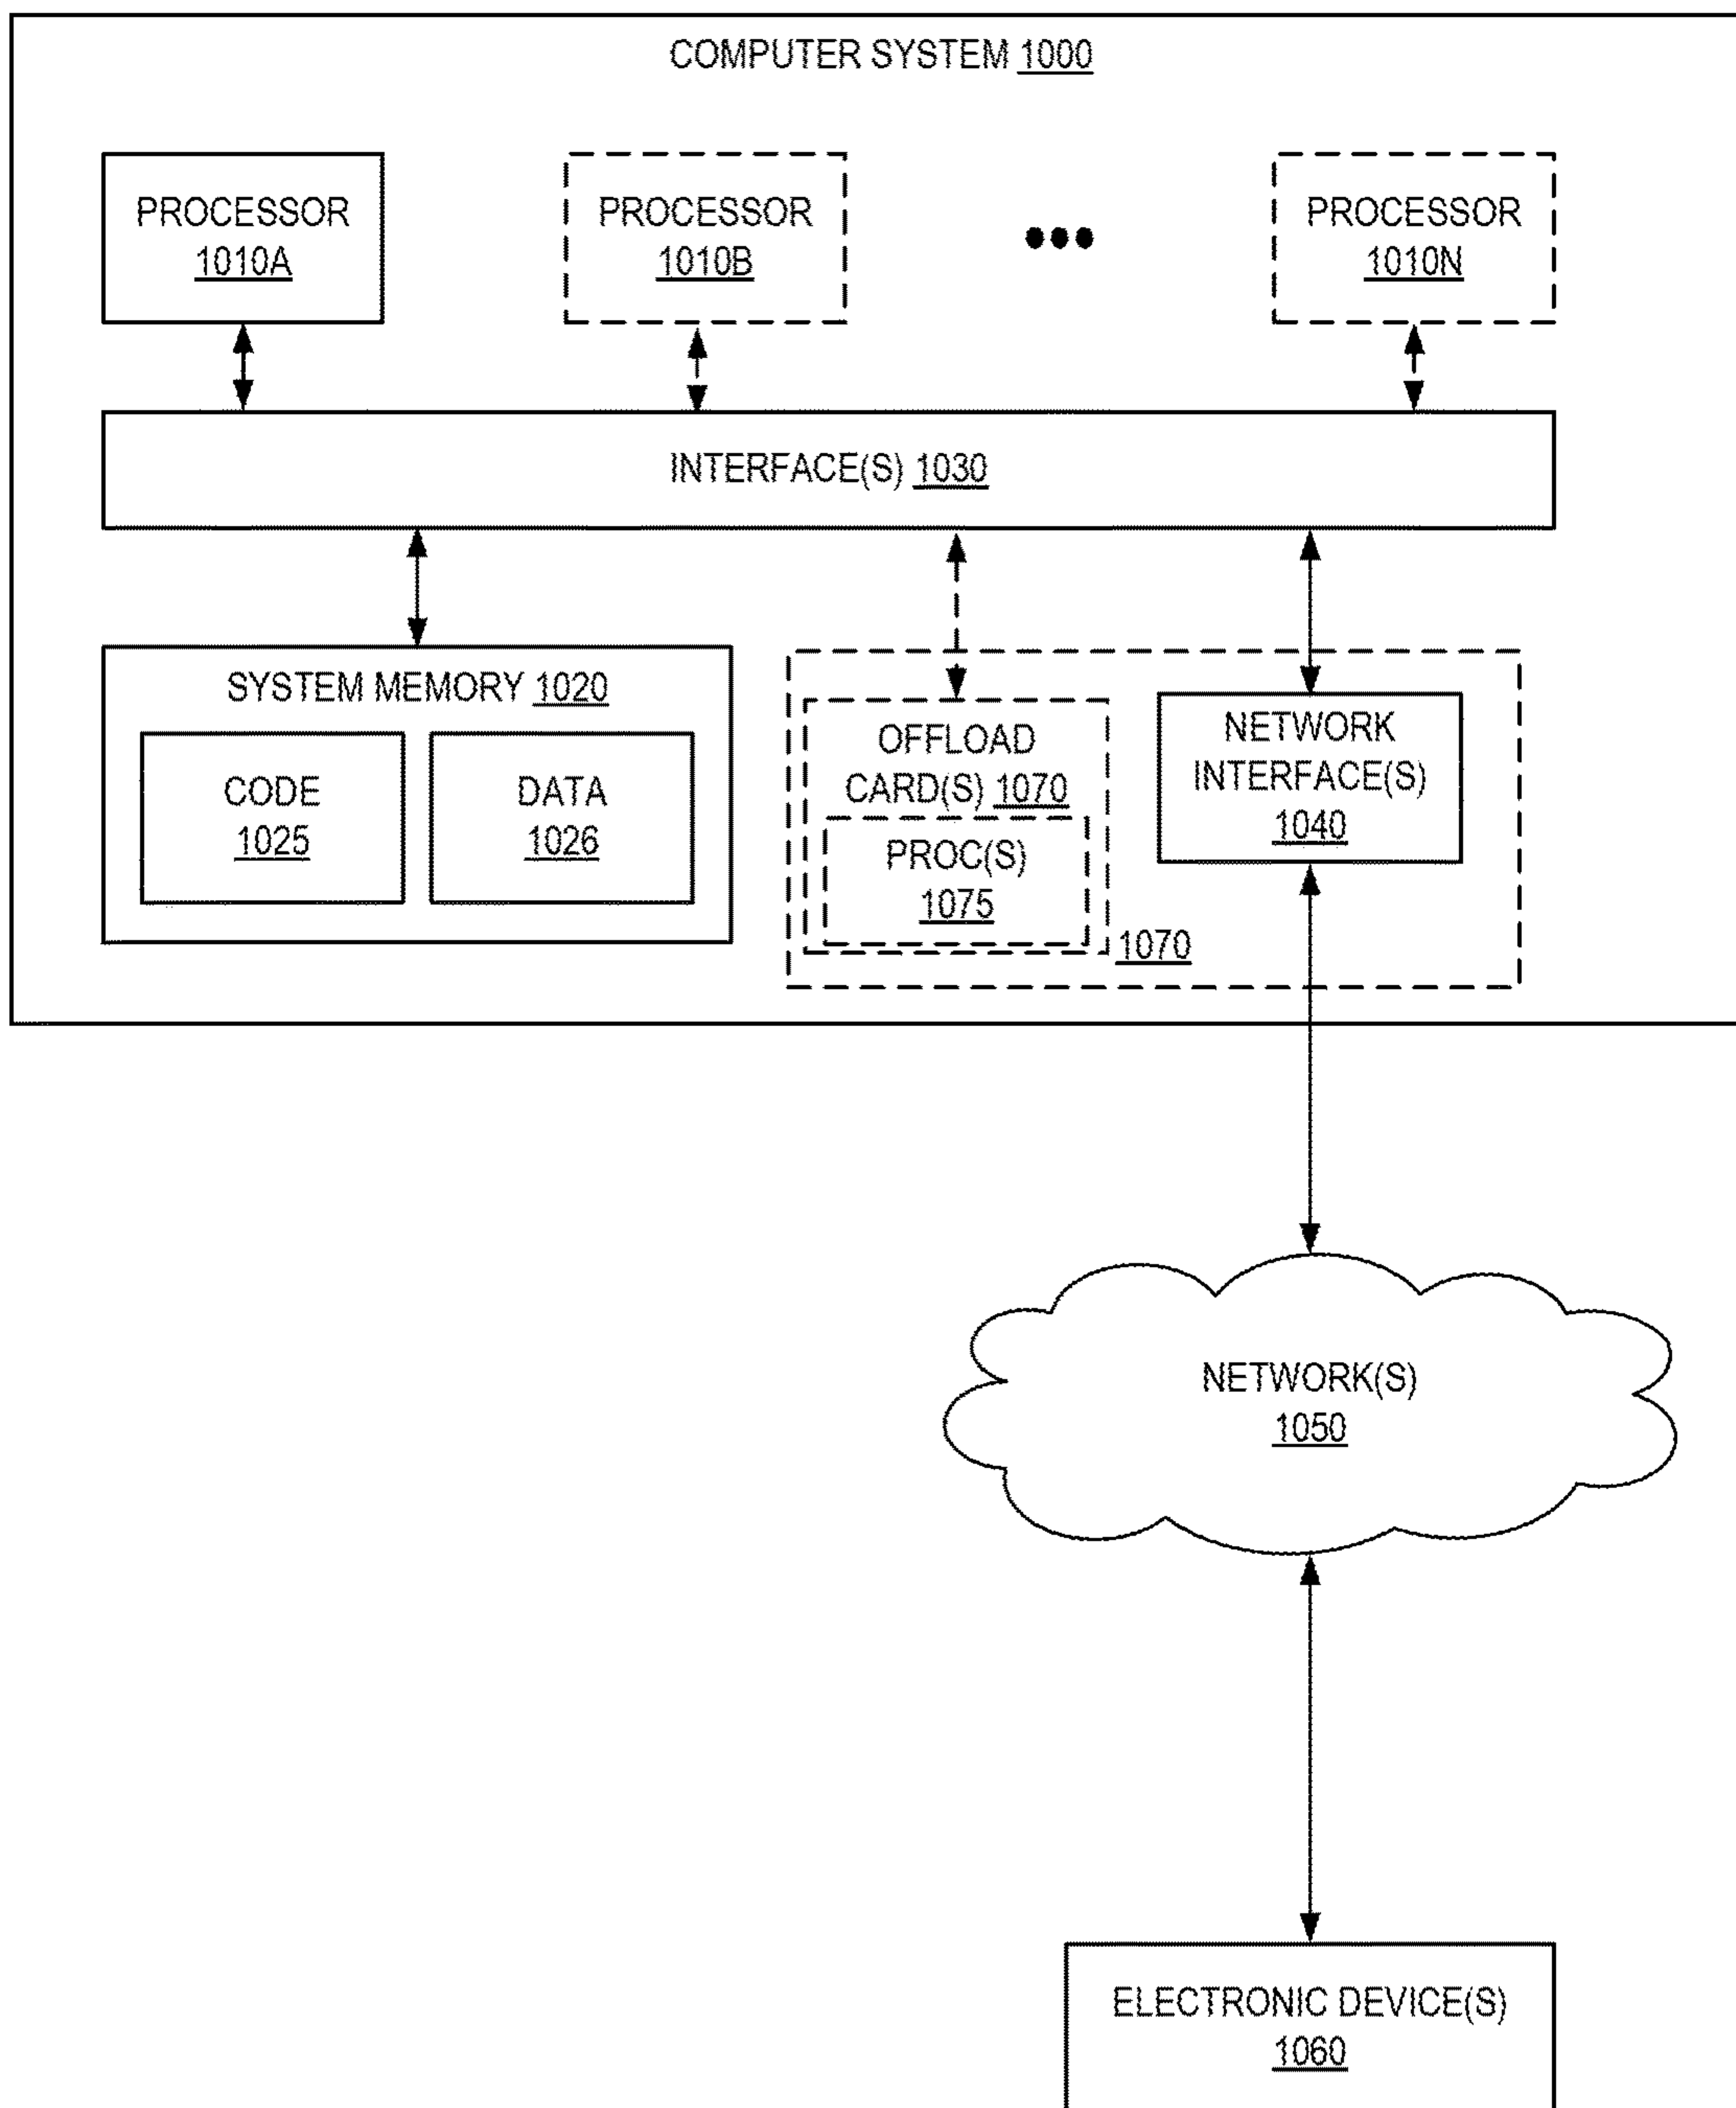 COMPUTER SYSTEM 1000
PROCESSOR
1010A
PROCESSOR
1010B
PROCESSOR
1010N
INTERFACE(S) 1030
SYSTEM MEMORY 1020
CODE
1025
DATA
1026
OFFLOAD
CARD(S) 1070
PROC(S)
1075
1070
NETWORK
INTERFACE(S)
1040
NETWORK(S)
1050
ELECTRONIC DEVICE(S)
1060